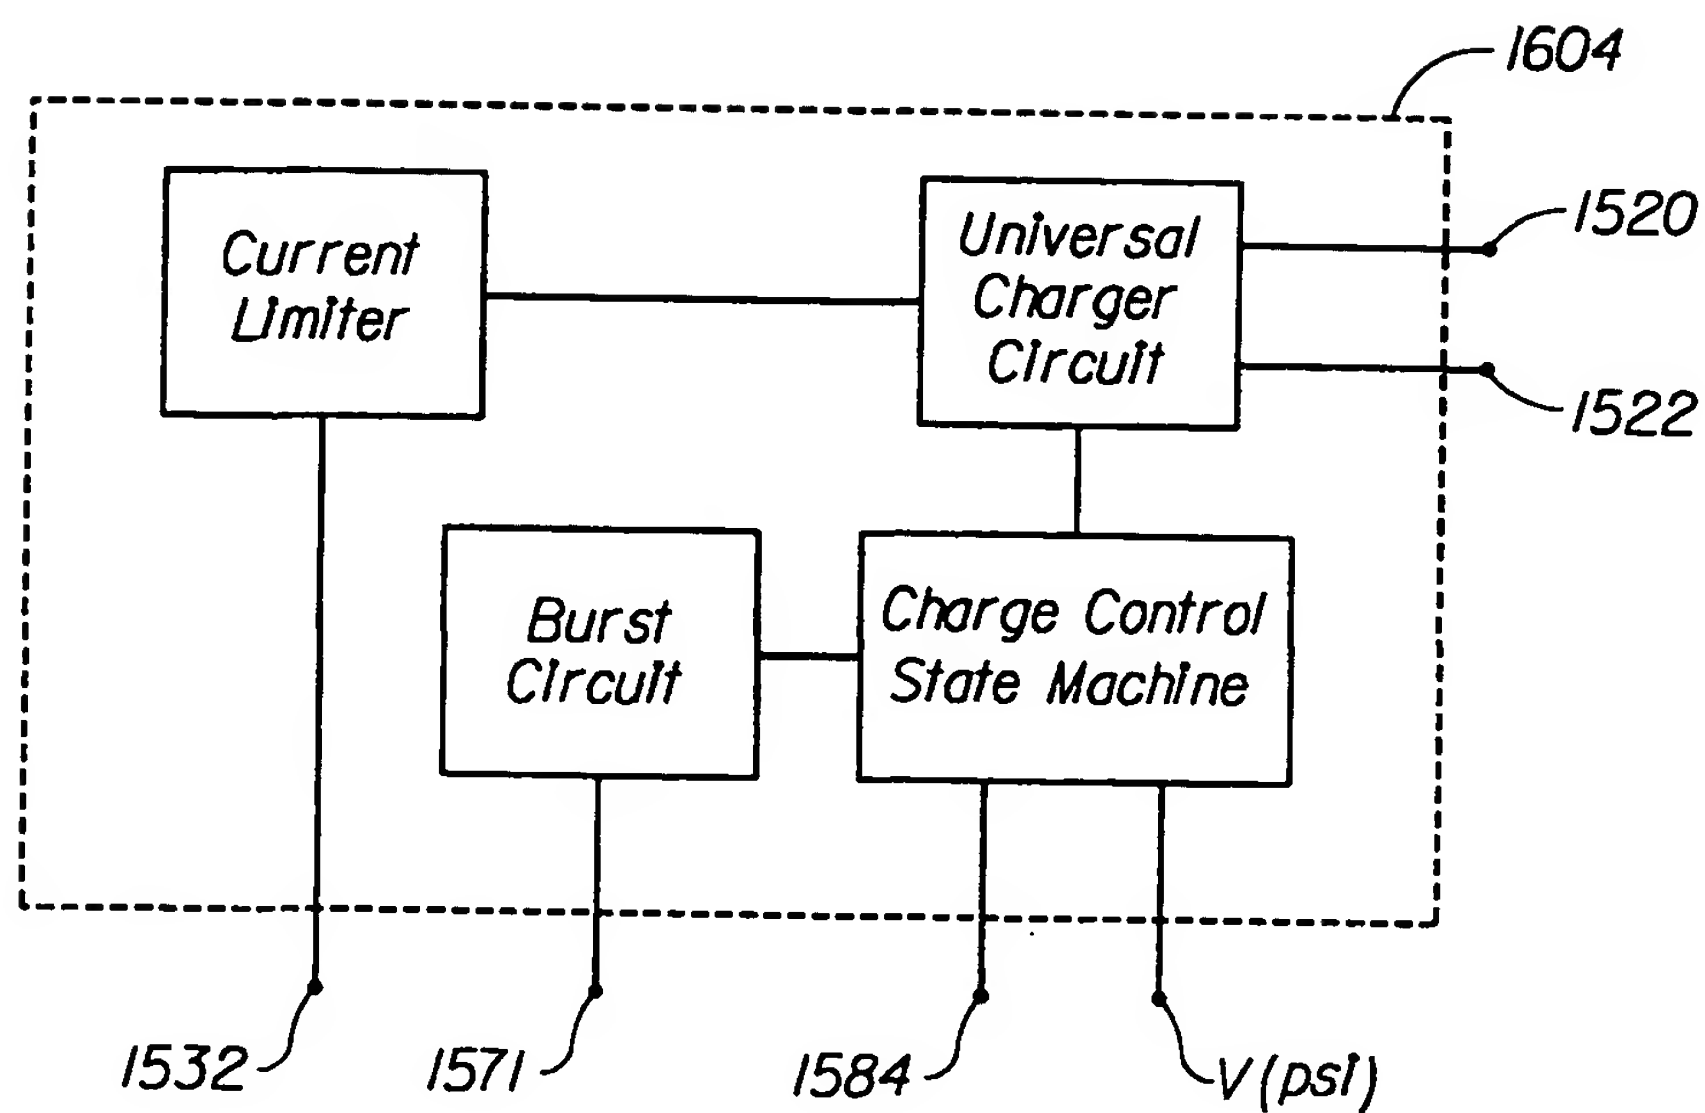 1604
1520
1522
Current
Limiter
Universal
Charger
Circuit
Burst
Circuit
Charge Control
State Machine
1532
1571
1584
V(psi)